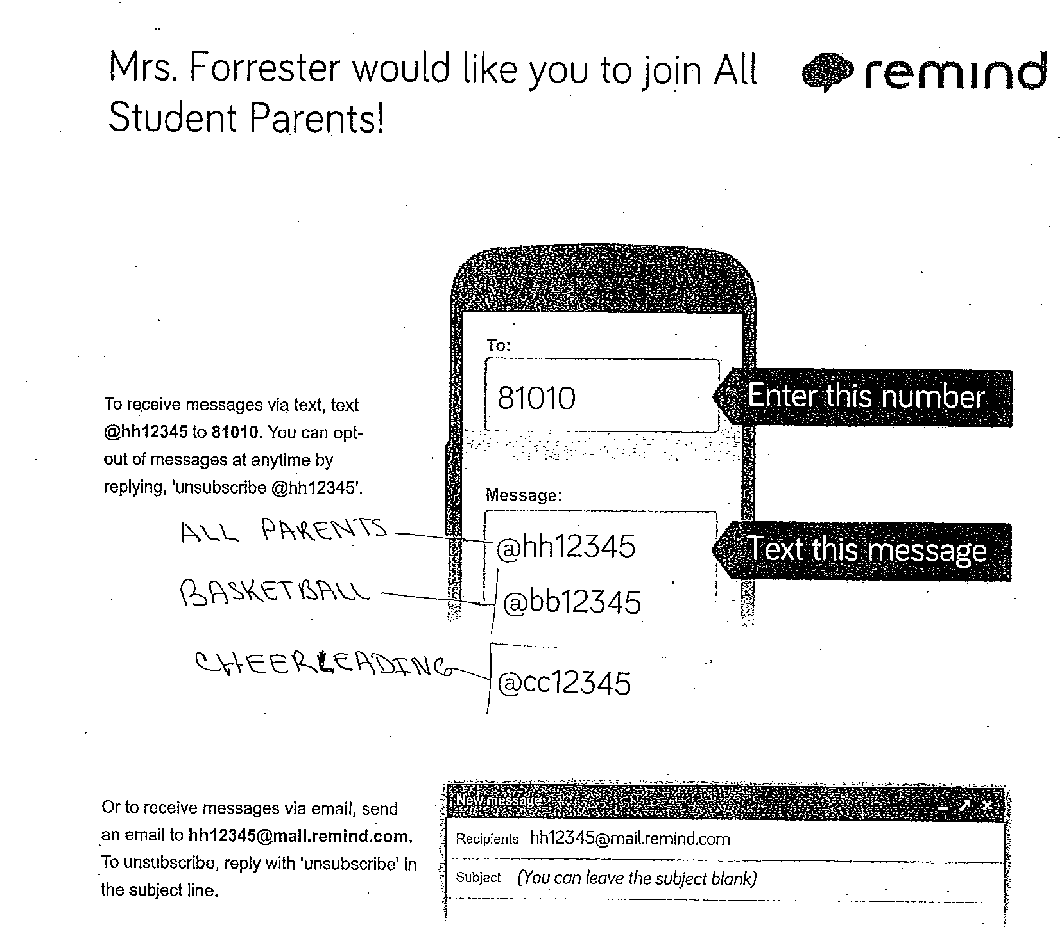 Mrs. Forrester would like you to join All
Student Parents!
remind
To:
81010
Enter this number
To receive messages via text, text
@hh12345 to 81010. You can opt-
out of messages at anytime by
replying, 'unsubscribe @hh12345'.
Message:
ALL PARENTS
@hh12345
Text this message
BASKETBALL
@bb12345
CHEERLEADING
@cc12345
Or to receive messages via email, send
an email to hh12345@mail.remind.com.
To unsubscribe, reply with 'unsubscribe' in
the subject line.
New message
Recipients hh12345@mail.remind.com
Subject (You can leave the subject blank)